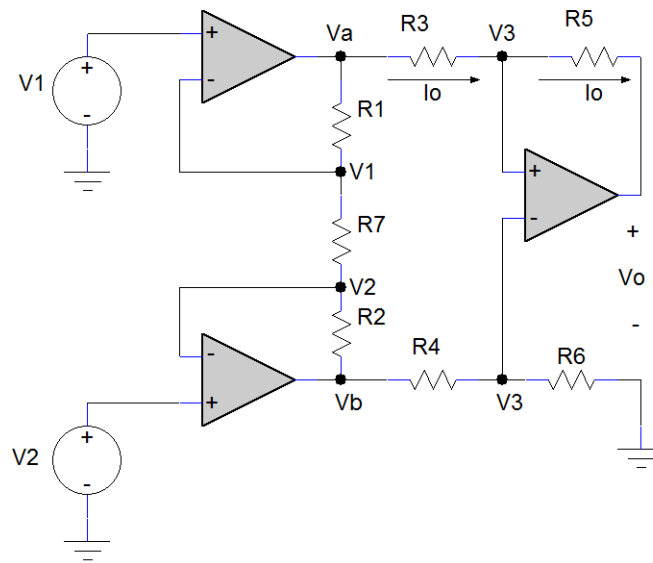 Va
R3
V3
R5
+
-
+
-
V1
Io
Io
R1
V1
+
-
R7
+
Vo
-
V2
R2
-
+
R4
R6
Vb
V3
+
-
V2